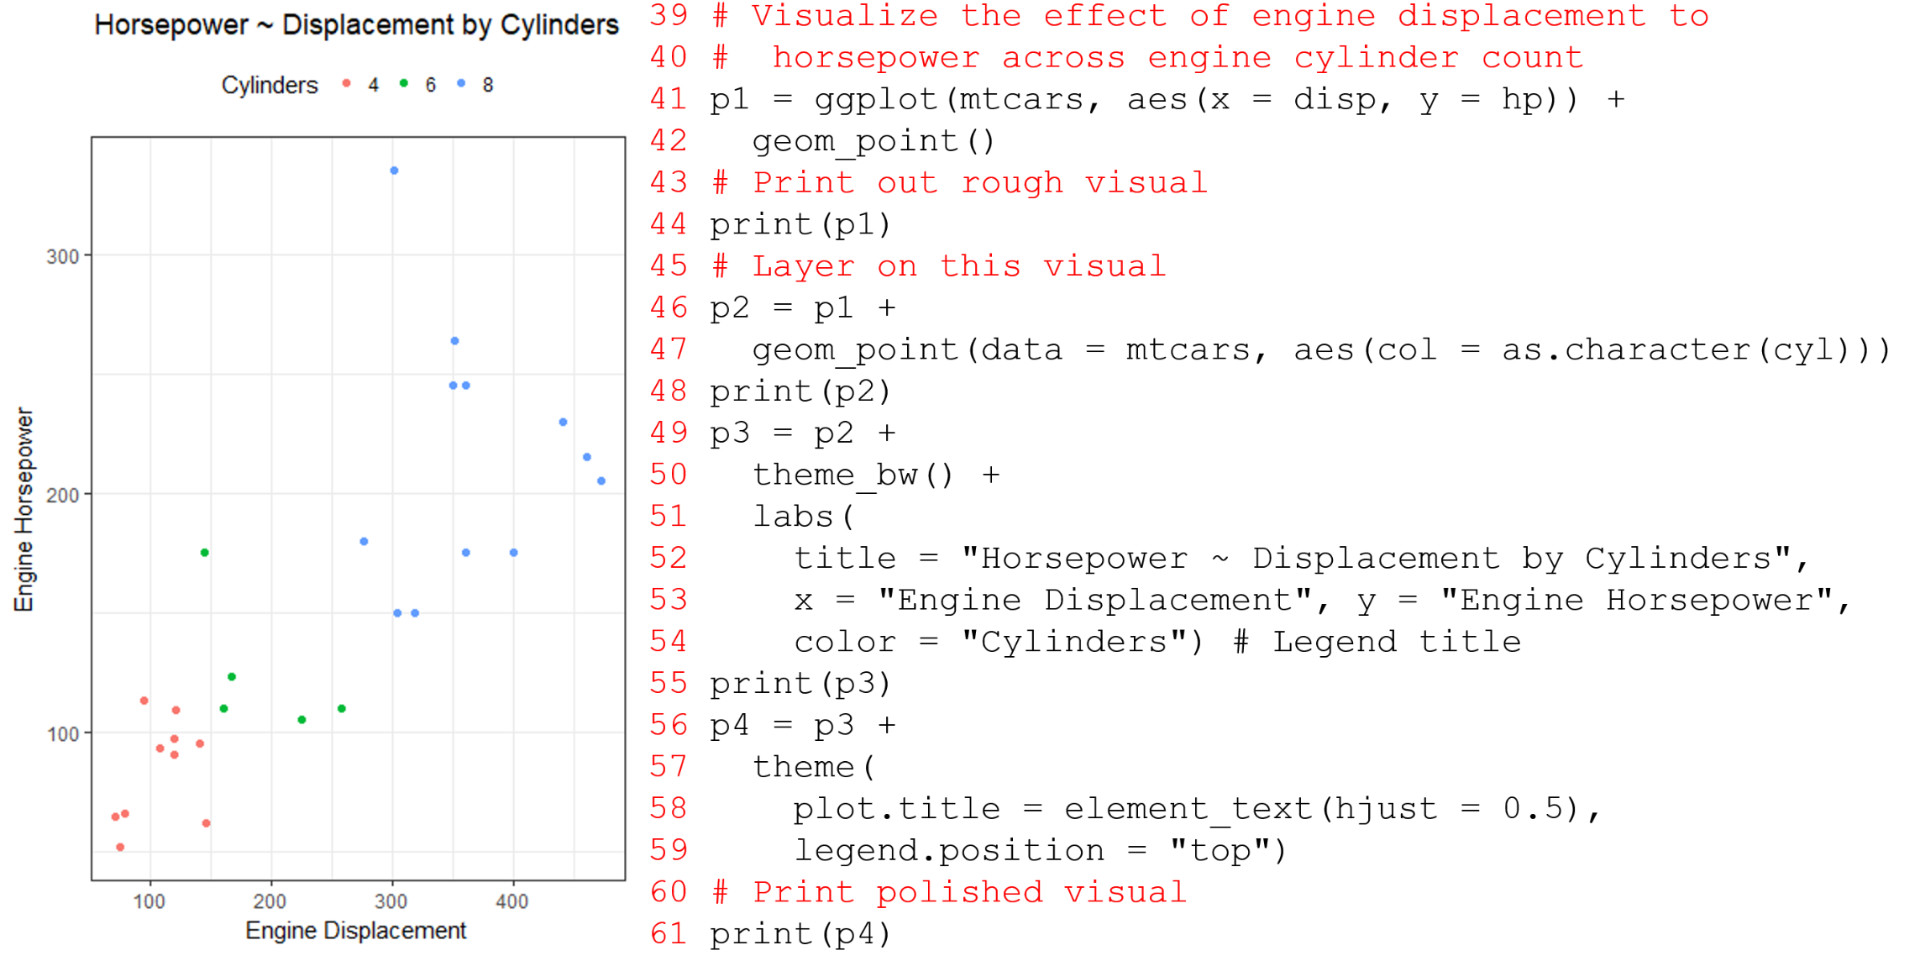 Horsepower ~ Displacement by Cylinders
Cylinders 4 6 8
300
200
100
Engine Horsepower
100 200 300 400
Engine Displacement
39 # Visualize the effect of engine displacement to
40 #  horsepower across engine cylinder count
41 p1 = ggplot(mtcars, aes(x = disp, y = hp)) +
42   geom_point()
43 # Print out rough visual
44 print(p1)
45 # Layer on this visual
46 p2 = p1 +
47   geom_point(data = mtcars, aes(col = as.character(cyl)))
48 print(p2)
49 p3 = p2 +
50   theme_bw() +
51   labs(
52     title = "Horsepower ~ Displacement by Cylinders",
53     x = "Engine Displacement", y = "Engine Horsepower",
54     color = "Cylinders") # Legend title
55 print(p3)
56 p4 = p3 +
57   theme(
58     plot.title = element_text(hjust = 0.5),
59     legend.position = "top")
60 # Print polished visual
61 print(p4)